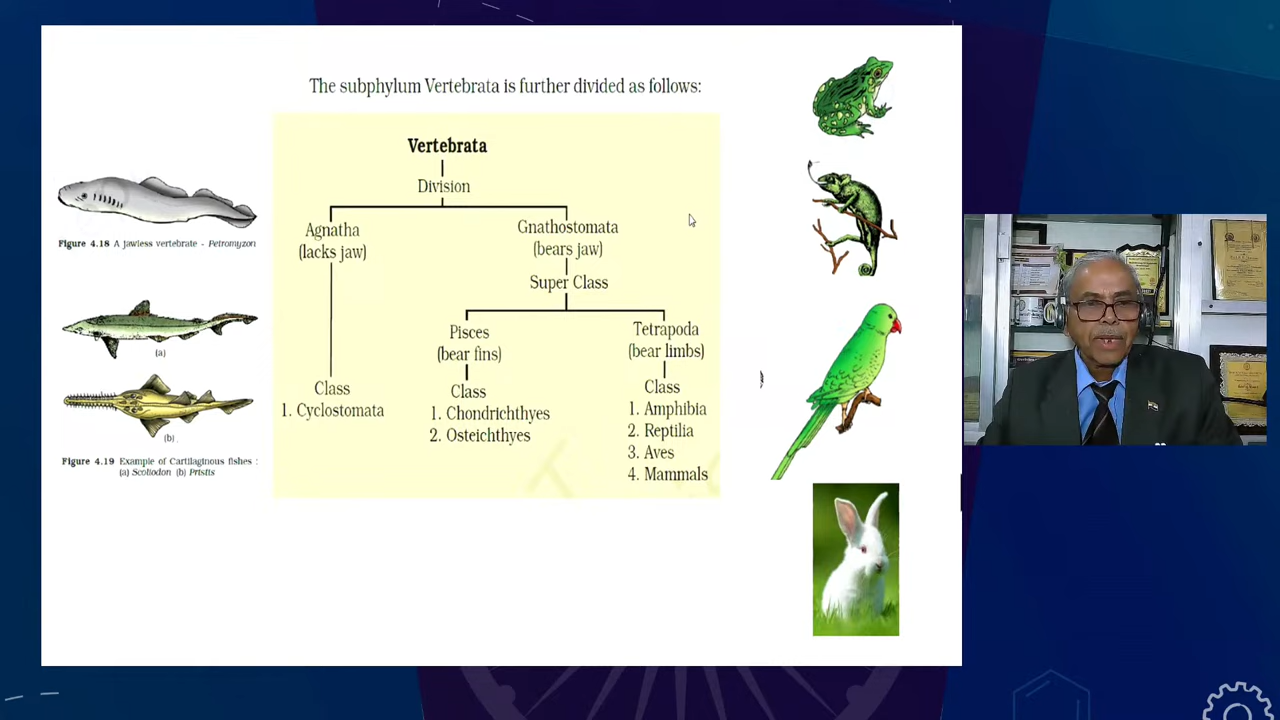 The subphylum Vertebrata is further divided as follows:
Vertebrata
Division
Agnatha
(lacks jaw)
Gnathostomata
(bears jaw)
Super Class
Pisces
(bear fins)
Tetrapoda
(bear limbs)
Class
1. Cyclostomata
Class
1. Chondrichthyes
2. Osteichthyes
Class
1. Amphibia
2. Reptilia
3. Aves
4. Mammals
Figure 4.18 A jawless vertebrate - Petromyzon
(a)
(b)
Figure 4.19 Example of Cartilaginous fishes :
(a) Scoliodon (b) Pristis